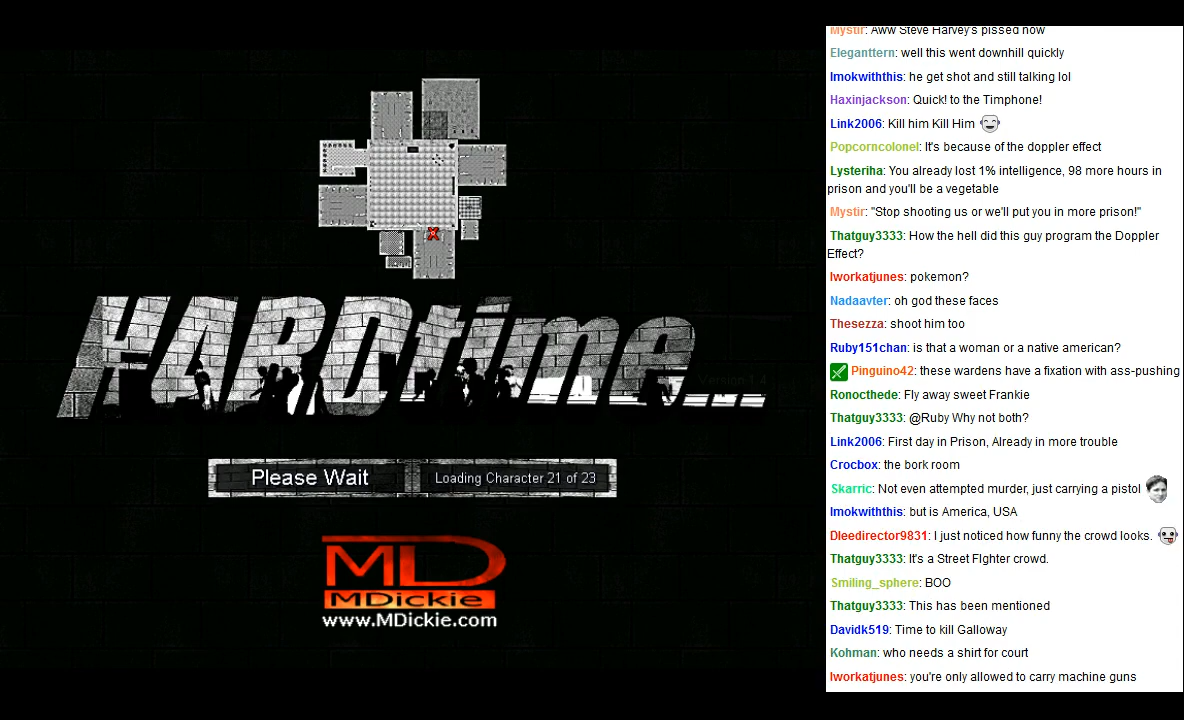 HARDtime...
Version 1.4
Please Wait
Loading Character 21 of 23
MD
MDickie
www.MDickie.com
Mystir: Aww Steve Harvey's pissed now
Eleganttern: well this went downhill quickly
Imokwiththis: he get shot and still talking lol
Haxinjackson: Quick! to the Timphone!
Link2006: Kill him Kill Him
Popcorncolonel: It's because of the doppler effect
Lysteriha: You already lost 1% intelligence, 98 more hours in
prison and you'll be a vegetable
Mystir: "Stop shooting us or we'll put you in more prison!"
Thatguy3333: How the hell did this guy program the Doppler
Effect?
Iworkatjunes: pokemon?
Nadaavter: oh god these faces
Thesezza: shoot him too
Ruby151chan: is that a woman or a native american?
Pinguino42: these wardens have a fixation with ass-pushing
Ronocthede: Fly away sweet Frankie
Thatguy3333: @Ruby Why not both?
Link2006: First day in Prison, Already in more trouble
Crocbox: the bork room
Skarric: Not even attempted murder, just carrying a pistol
Imokwiththis: but is America, USA
Dleedirector9831: I just noticed how funny the crowd looks.
Thatguy3333: It's a Street FIghter crowd.
Smiling_sphere: BOO
Thatguy3333: This has been mentioned
Davidk519: Time to kill Galloway
Kohman: who needs a shirt for court
Iworkatjunes: you're only allowed to carry machine guns